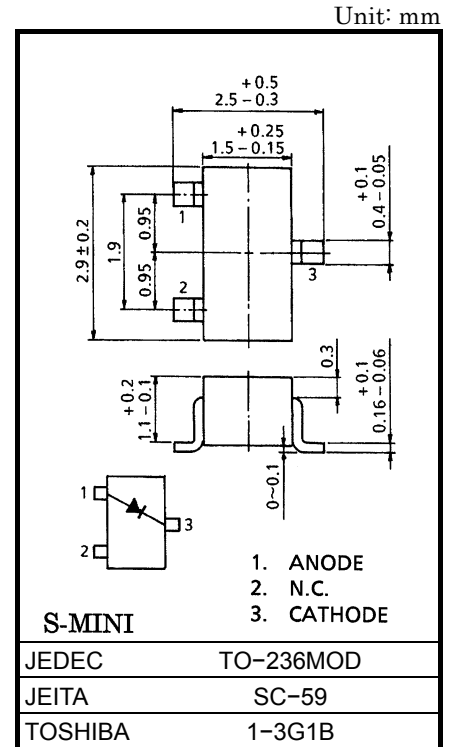 Unit: mm
+0.5
2.5−0.3
+0.25
1.5−0.15
2.9±0.2
1.9
0.95
0.95
1
2
3
+0.1
0.4−0.05
+0.2
1.1−0.1
0.3
+0.1
0.16−0.06
0~0.1
1
2
3
1. ANODE
2. N.C.
3. CATHODE
S-MINI
JEDEC TO−236MOD
JEITA SC−59
TOSHIBA 1−3G1B